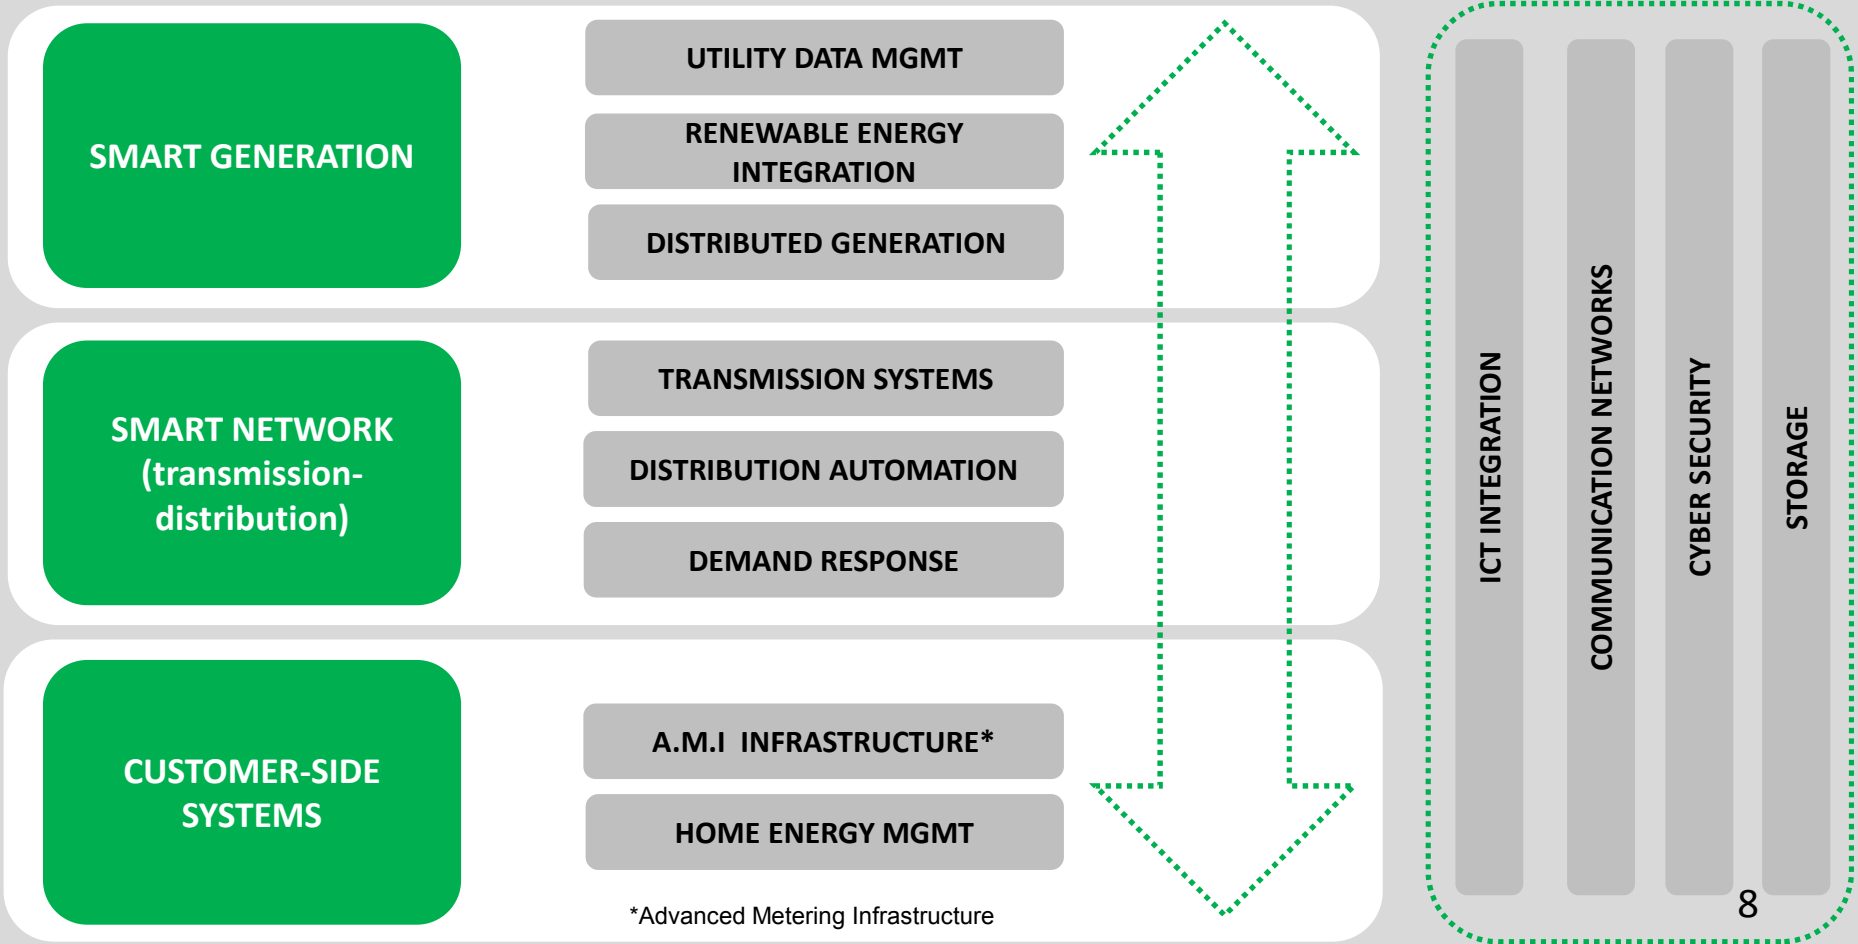 SMART GENERATION
UTILITY DATA MGMT
RENEWABLE ENERGY
INTEGRATION
DISTRIBUTED GENERATION
SMART NETWORK
(transmission-
distribution)
TRANSMISSION SYSTEMS
DISTRIBUTION AUTOMATION
DEMAND RESPONSE
CUSTOMER-SIDE
SYSTEMS
A.M.I  INFRASTRUCTURE*
HOME ENERGY MGMT
*Advanced Metering Infrastructure
ICT INTEGRATION
COMMUNICATION NETWORKS
CYBER SECURITY
STORAGE
8